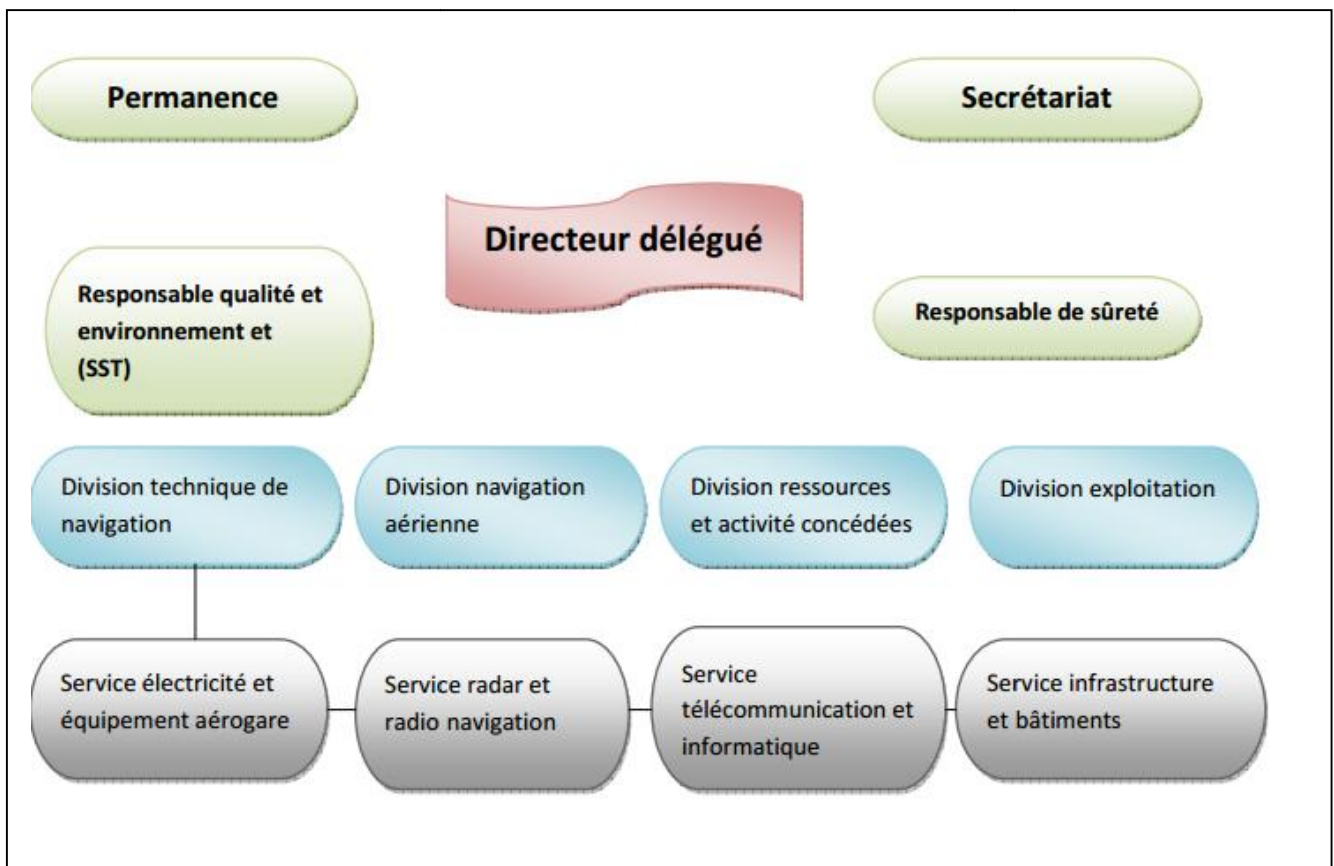 Permanence
Secrétariat
Directeur délégué
Responsable qualité et
environnement et
(SST)
Responsable de sûreté
Division technique de
navigation
Division navigation
aérienne
Division ressources
et activité concédées
Division exploitation
Service électricité et
équipement aérogare
Service radar et
radio navigation
Service
télécommunication et
informatique
Service infrastructure
et bâtiments